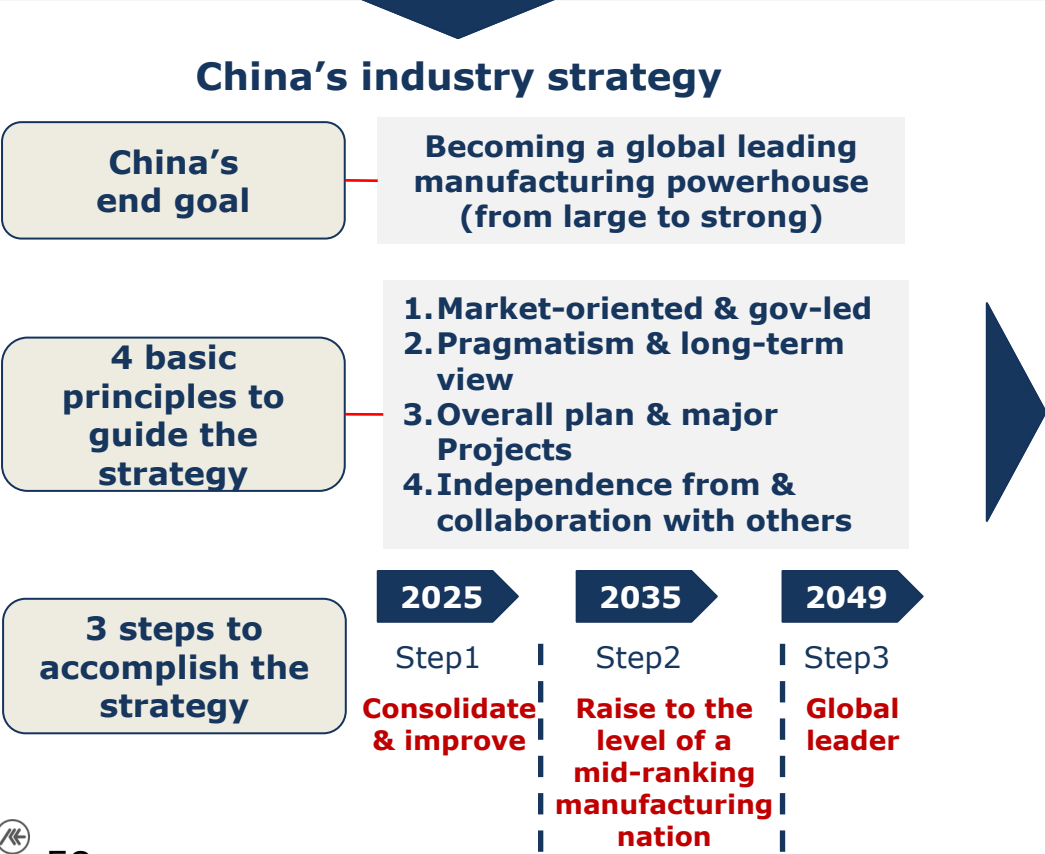 China’s industry strategy
China’s
end goal
Becoming a global leading
manufacturing powerhouse
(from large to strong)
4 basic
principles to
guide the
strategy
1.Market-oriented & gov-led
2.Pragmatism & long-term
view
3.Overall plan & major
Projects
4.Independence from &
collaboration with others
3 steps to
accomplish the
strategy
2025
Step1
Consolidate
& improve
2035
Step2
Raise to the
level of a
mid-ranking
manufacturing
nation
2049
Step3
Global
leader